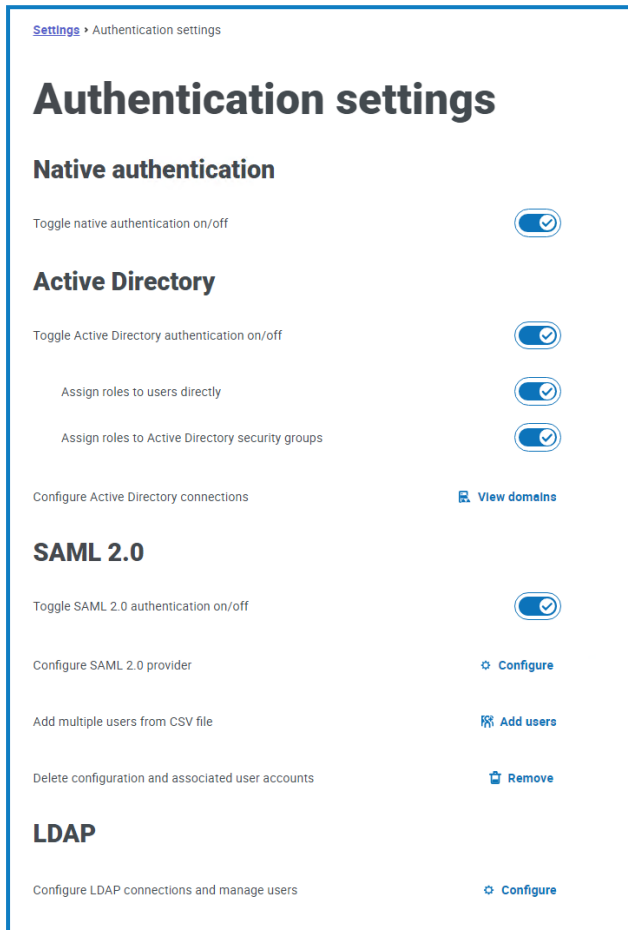 Settings › Authentication settings
Authentication settings
Native authentication
Toggle native authentication on/off
Active Directory
Toggle Active Directory authentication on/off
Assign roles to users directly
Assign roles to Active Directory security groups
Configure Active Directory connections View domains
SAML 2.0
Toggle SAML 2.0 authentication on/off
Configure SAML 2.0 provider Configure
Add multiple users from CSV file Add users
Delete configuration and associated user accounts Remove
LDAP
Configure LDAP connections and manage users Configure